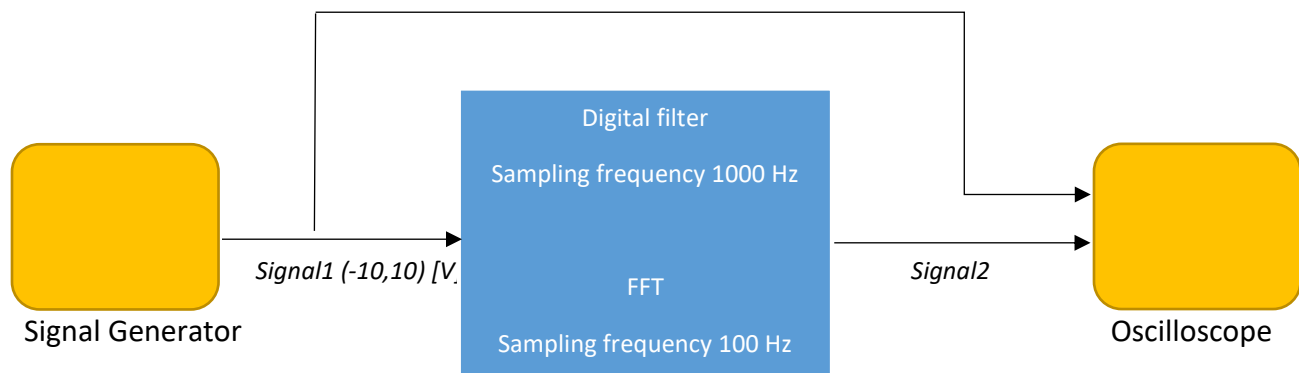 Digital filter
Sampling frequency 1000 Hz
Signal1 (-10,10) [V]
Signal2
FFT
Signal Generator
Sampling frequency 100 Hz
Oscilloscope